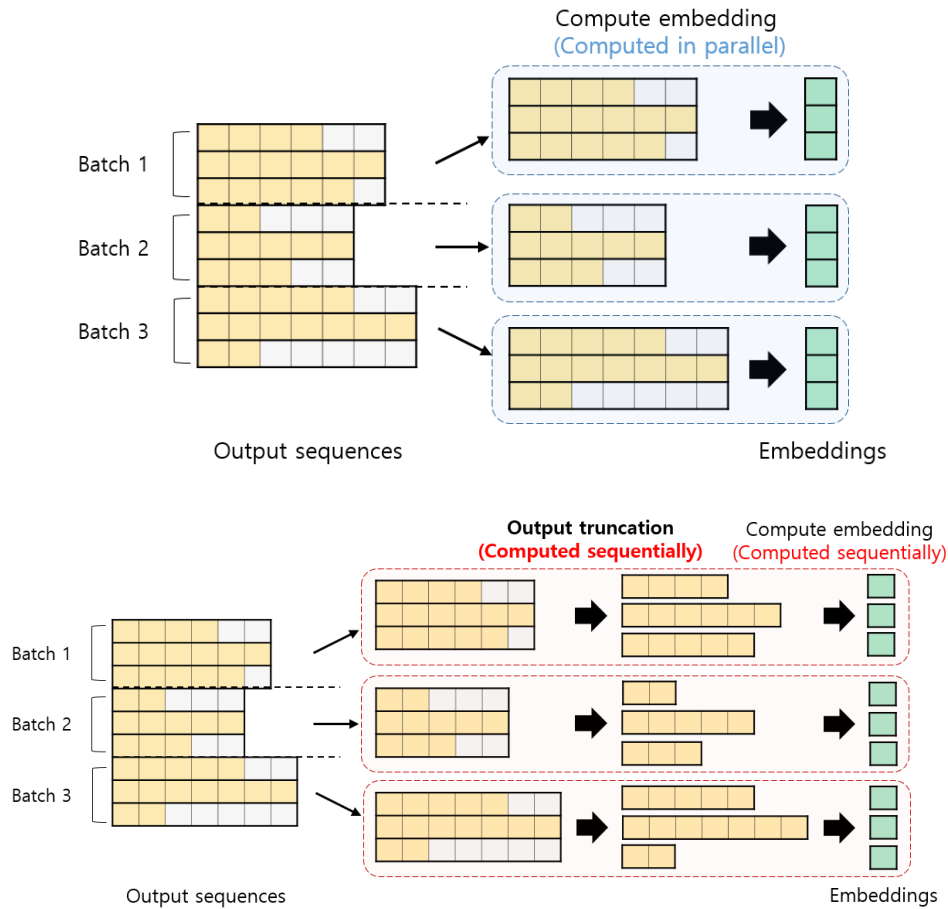 Compute embedding
(Computed in parallel)
Batch 1
Batch 2
Batch 3
Output sequences
Embeddings
Output truncation
(Computed sequentially)
Compute embedding
(Computed sequentially)
Batch 1
Batch 2
Batch 3
Output sequences
Embeddings